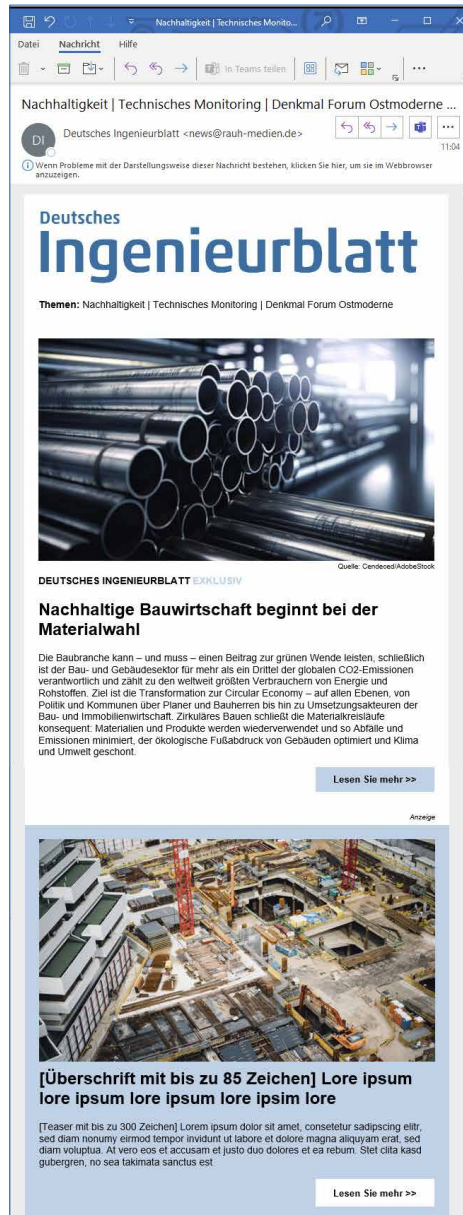 Nachhaltigkeit | Technisches Monito...
Datei Nachricht Hilfe
In Teams teilen
Nachhaltigkeit | Technisches Monitoring | Denkmal Forum Ostmoderne ...
DI
Deutsches Ingenieurblatt <news@rauh-medien.de>
11:04
Wenn Probleme mit der Darstellungsweise dieser Nachricht bestehen, klicken Sie hier, um sie im Webbrowser
anzuzeigen.
Deutsches
Ingenieurblatt
Themen: Nachhaltigkeit | Technisches Monitoring | Denkmal Forum Ostmoderne
Quelle: Cendeced/AdobeStock
DEUTSCHES INGENIEURBLATT EXKLUSIV
Nachhaltige Bauwirtschaft beginnt bei der
Materialwahl
Die Baubranche kann – und muss – einen Beitrag zur grünen Wende leisten, schließlich
ist der Bau- und Gebäudesektor für mehr als ein Drittel der globalen CO2-Emissionen
verantwortlich und zählt zu den weltweit größten Verbrauchern von Energie und
Rohstoffen. Ziel ist die Transformation zur Circular Economy – auf allen Ebenen, von
Politik und Kommunen über Planer und Bauherren bis hin zu Umsetzungsakteuren der
Bau- und Immobilienwirtschaft. Zirkuläres Bauen schließt die Materialkreisläufe
konsequent: Materialien und Produkte werden wiederverwendet und so Abfälle und
Emissionen minimiert, der ökologische Fußabdruck von Gebäuden optimiert und Klima
und Umwelt geschont.
Lesen Sie mehr >>
Anzeige
[Überschrift mit bis zu 85 Zeichen] Lore ipsum
lore ipsum lore ipsum lore ipsim lore
[Teaser mit bis zu 300 Zeichen] Lorem ipsum dolor sit amet, consetetur sadipscing elitr,
sed diam nonumy eirmod tempor invidunt ut labore et dolore magna aliquyam erat, sed
diam voluptua. At vero eos et accusam et justo duo dolores et ea rebum. Stet clita kasd
gubergren, no sea takimata sanctus est
Lesen Sie mehr >>